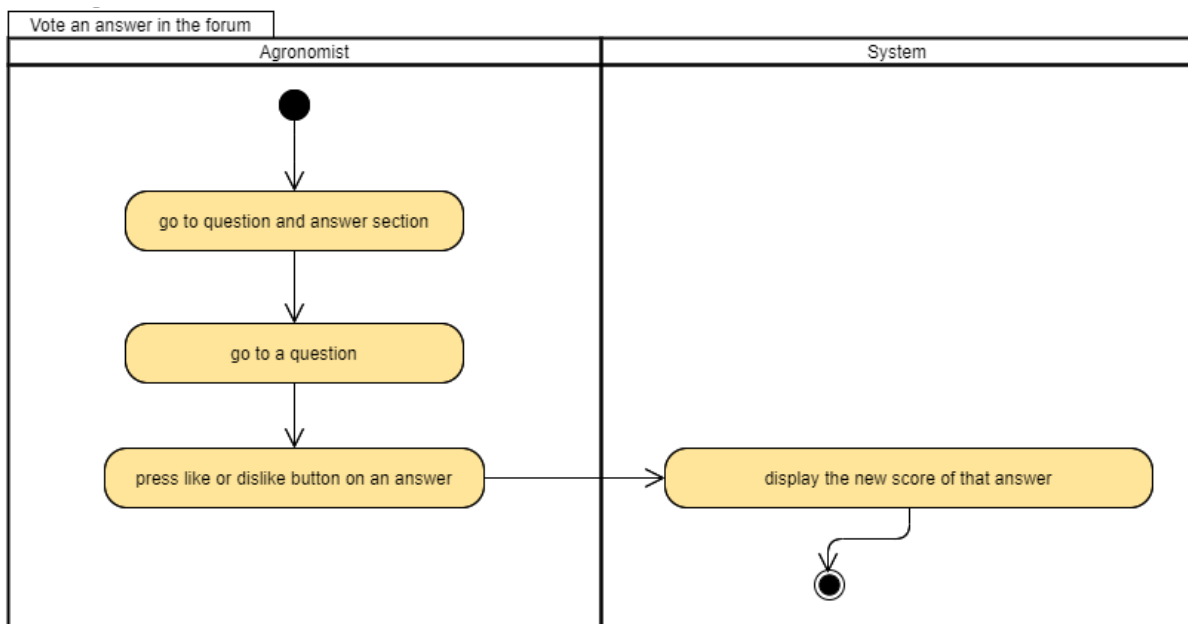 Vote an answer in the forum
Agronomist
System
go to question and answer section
go to a question
press like or dislike button on an answer
display the new score of that answer